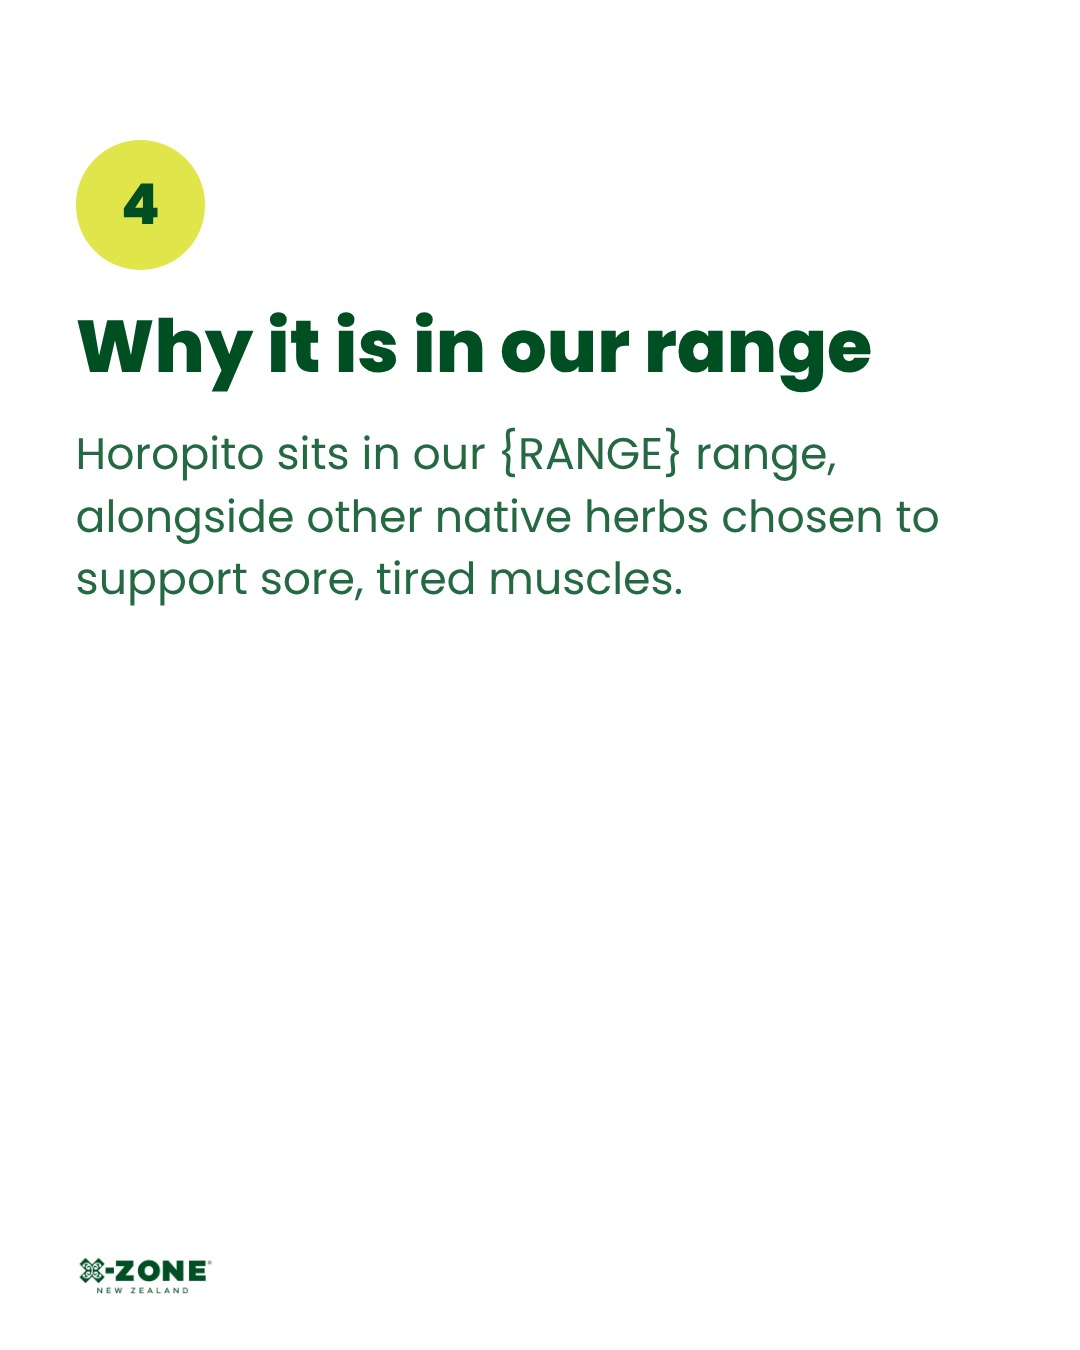 4
Why it is in our range
Horopito sits in our {RANGE} range,
alongside other native herbs chosen to
support sore, tired muscles.
X-ZONE®
NEW ZEALAND